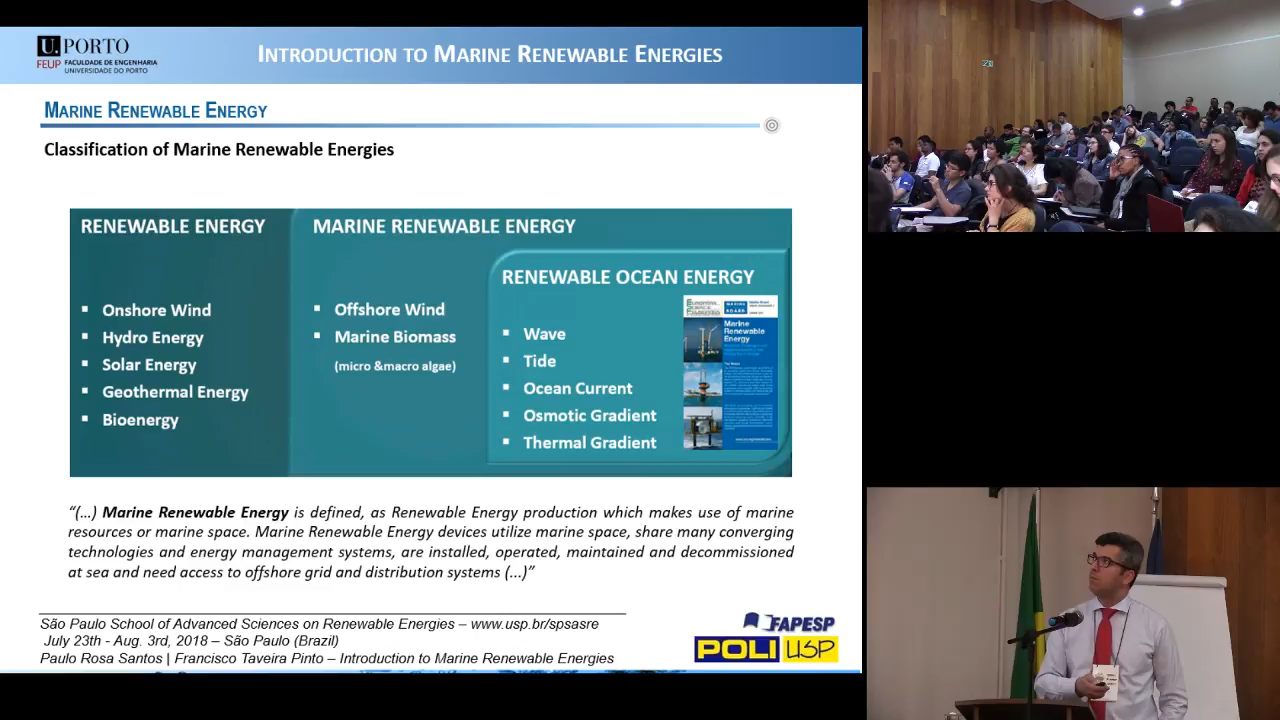 U.PORTO
FEUP FACULDADE DE ENGENHARIA
UNIVERSIDADE DO PORTO
INTRODUCTION TO MARINE RENEWABLE ENERGIES
MARINE RENEWABLE ENERGY
Classification of Marine Renewable Energies
RENEWABLE ENERGY
▪ Onshore Wind
▪ Hydro Energy
▪ Solar Energy
▪ Geothermal Energy
▪ Bioenergy
MARINE RENEWABLE ENERGY
▪ Offshore Wind
▪ Marine Biomass
(micro &macro algae)
RENEWABLE OCEAN ENERGY
▪ Wave
▪ Tide
▪ Ocean Current
▪ Osmotic Gradient
▪ Thermal Gradient
Marine
Renewable
Energy
“(...) Marine Renewable Energy is defined, as Renewable Energy production which makes use of marine
resources or marine space. Marine Renewable Energy devices utilize marine space, share many converging
technologies and energy management systems, are installed, operated, maintained and decommissioned
at sea and need access to offshore grid and distribution systems (...)”
São Paulo School of Advanced Sciences on Renewable Energies – www.usp.br/spsasre
July 23th - Aug. 3rd, 2018 – São Paulo (Brazil)
Paulo Rosa Santos | Francisco Taveira Pinto – Introduction to Marine Renewable Energies
FAPESP
POLI USP